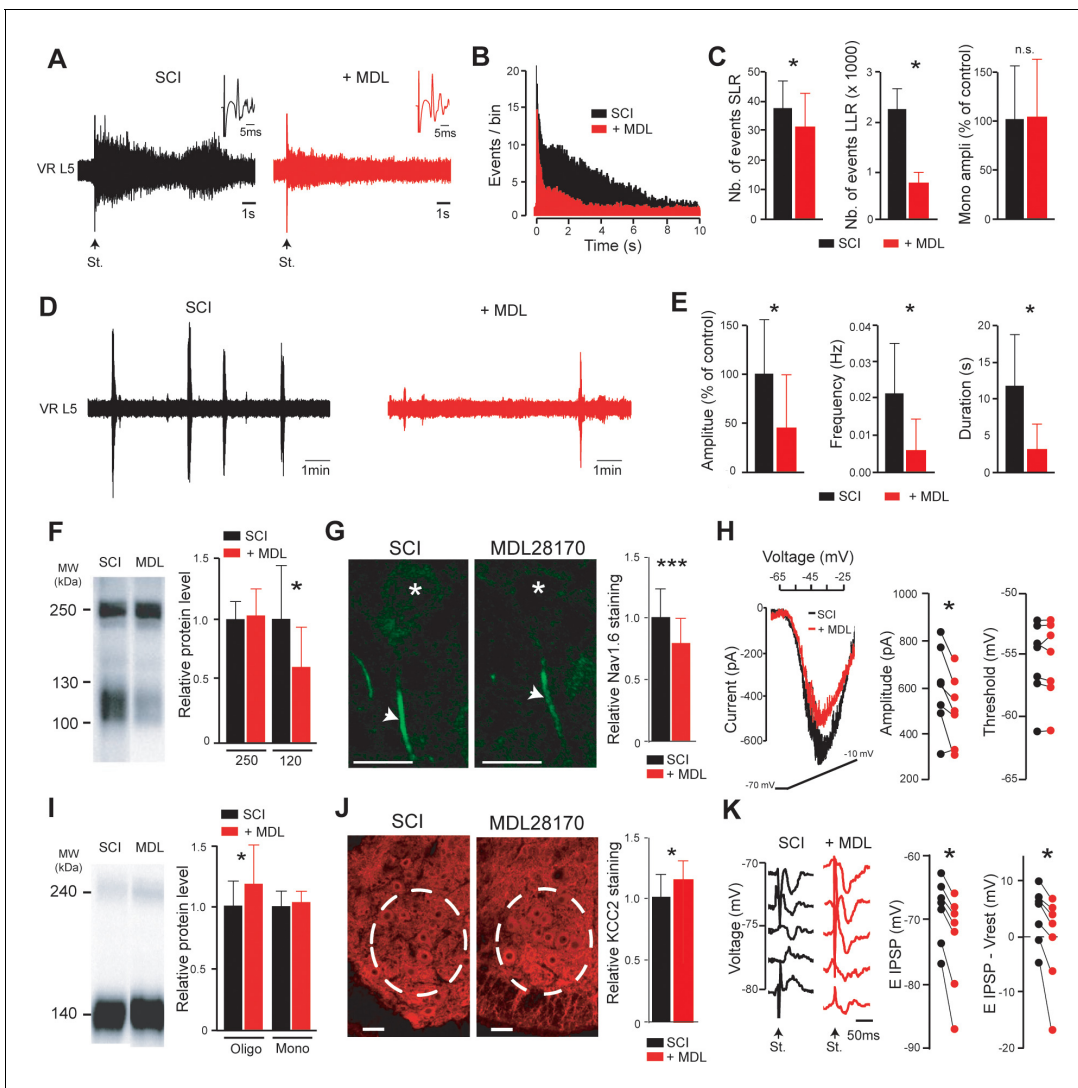 A
SCI
+ MDL
5ms
5ms
VR L5
1s
1s
St.
St.
B
Events / bin
20
15
10
5
0
SCI
+ MDL
0 2 4 6 8 10
Time (s)
C
Nb. of events SLR
50
40
30
20
10
0
*
Nb. of events LLR (x 1000)
3
2
1
0
*
Mono ampli (% of control)
150
100
50
0
n.s.
SCI + MDL
D
SCI
+ MDL
VR L5
1min
1min
E
Amplitue (% of control)
150
100
50
0
*
Frequency (Hz)
0.04
0.03
0.02
0.01
0.00
*
Duration (s)
20
15
10
5
0
*
SCI + MDL
F
MW
(kDa)
SCI MDL
250
130
100
Relative protein level
1.5
1.0
0.5
0
SCI
+ MDL
*
250 120
G
SCI
MDL28170
*
*
Relative Nav1.6 staining
1.5
1.0
0.5
0
***
SCI
+ MDL
H
Voltage (mV)
-65 -45 -25
Current (pA)
0
-200
-400
-600
SCI
+ MDL
-70 mV
-10 mV
Amplitude (pA)
1000
800
600
400
200
*
Threshold (mV)
-50
-55
-60
-65
I
MW
(kDa)
SCI MDL
240
140
Relative protein level
1.5
1.0
0.5
0
SCI
+ MDL
*
Oligo Mono
J
SCI
MDL28170
Relative KCC2 staining
1.5
1.0
0.5
0
*
SCI
+ MDL
K
SCI + MDL
Voltage (mV)
-70
-75
-80
St.
St.
50ms
E IPSP (mV)
-60
-70
-80
-90
*
E IPSP - Vrest (mV)
10
0
-10
-20
*